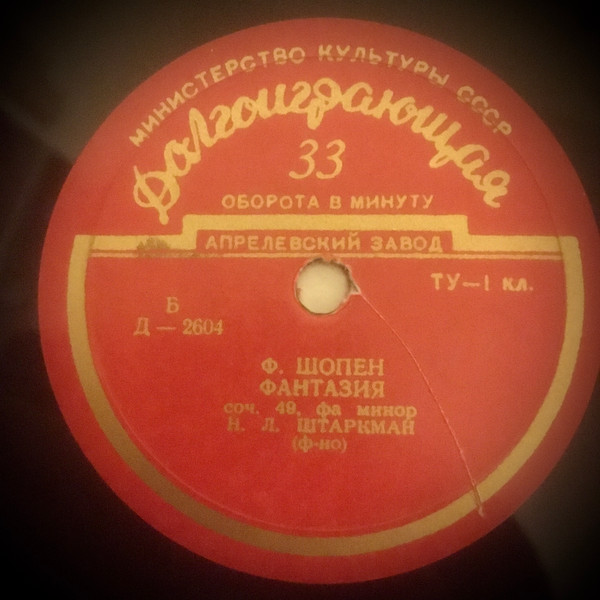 МИНИСТЕРСТВО КУЛЬТУРЫ СССР
Долгоиграющая
33
ОБОРОТА В МИНУТУ
АПРЕЛЕВСКИЙ ЗАВОД
ТУ—1 кл.
Б
Д — 2604
Ф. ШОПЕН
ФАНТАЗИЯ
соч. 49, фа минор
Н. Л. ШТАРКМАН
(ф-но)